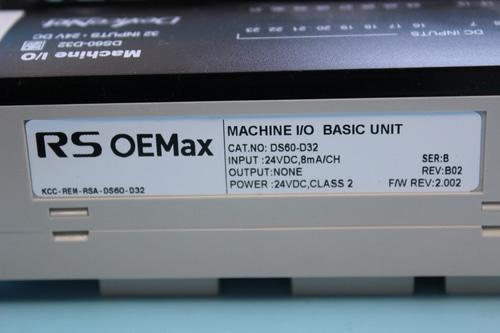 DeviceNet
32 INPUTS • 24V DC
DS60-D32
Machine I/O
DC INPUTS
7
23 22 21 20 19 18 17 16
RS OEMax
KCC-REM-RSA-DS60-D32
MACHINE I/O BASIC UNIT
CAT.NO: DS60-D32
INPUT :24VDC,8mA/CH
SER:B
OUTPUT:NONE
REV:B02
POWER :24VDC,CLASS 2
F/W REV:2.002